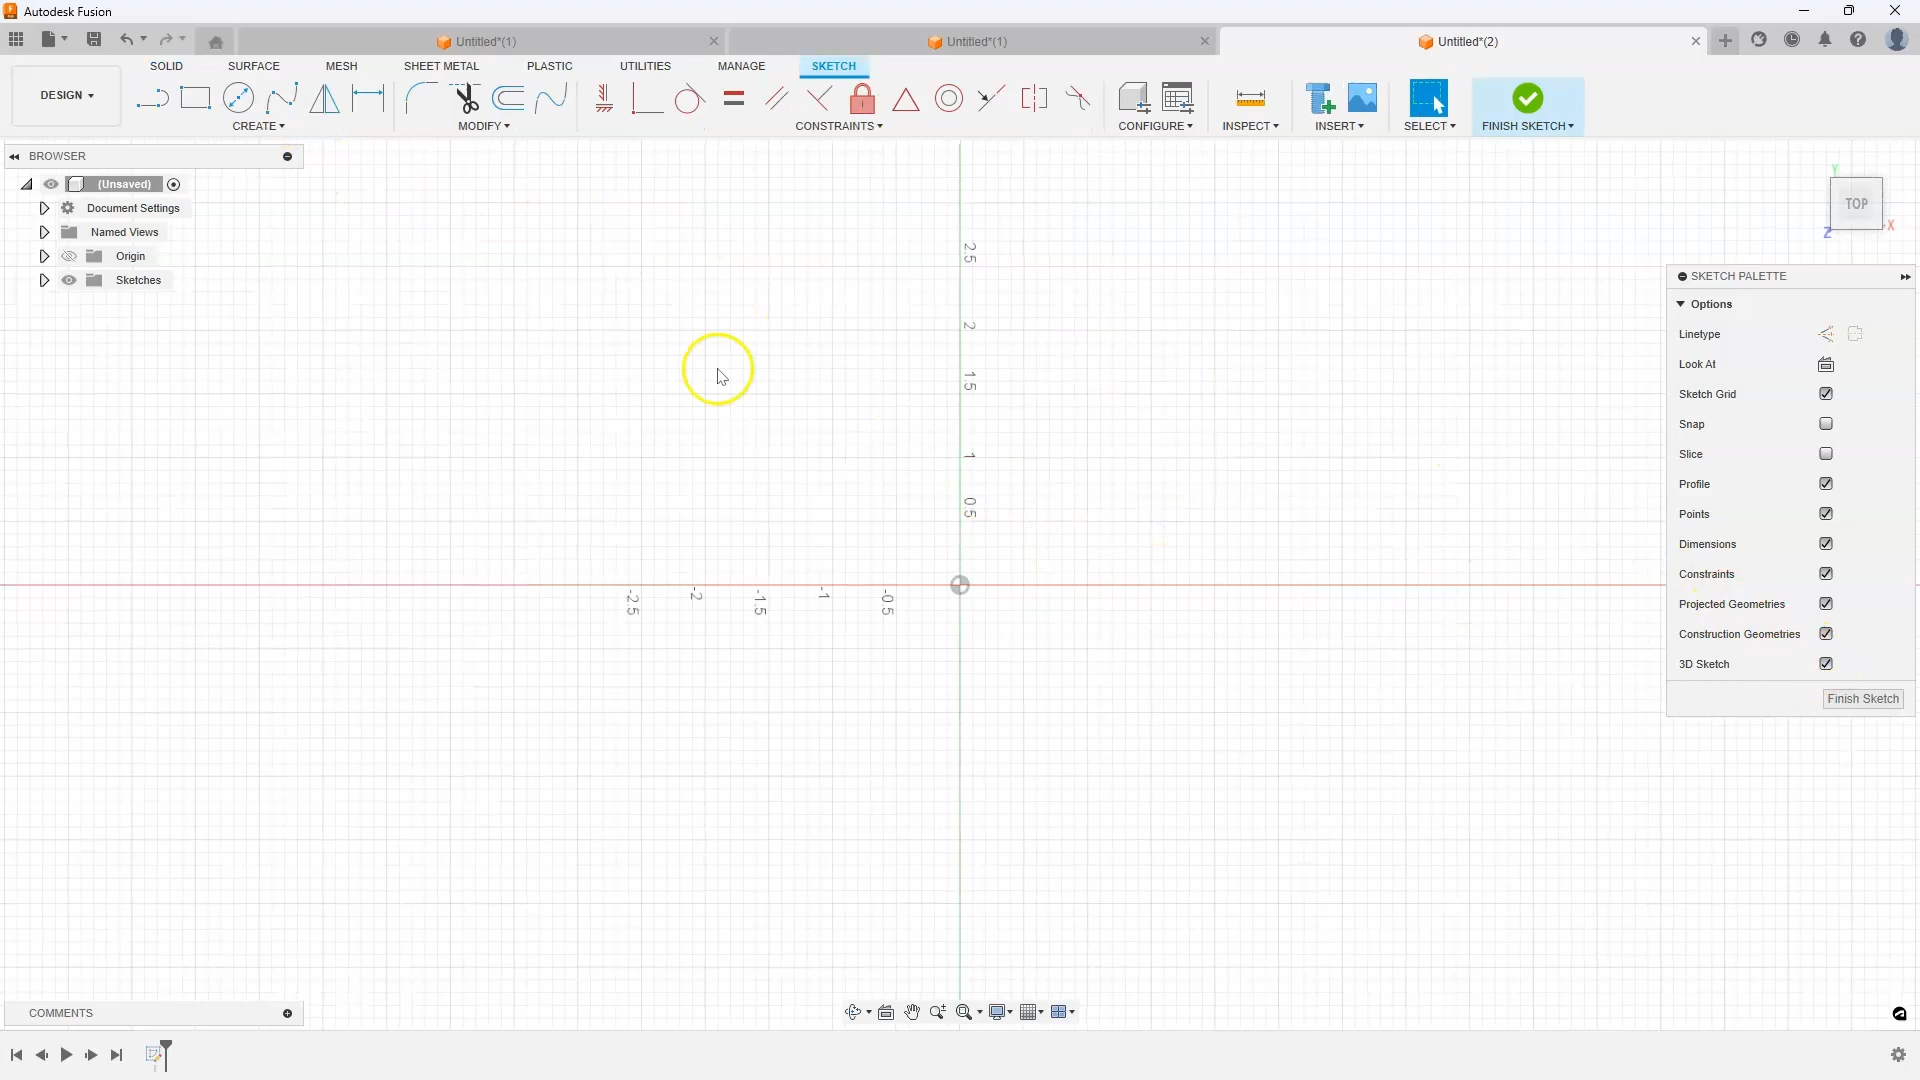 Autodesk Fusion
Untitled*(1)
Untitled*(1)
Untitled*(2)
SOLID SURFACE MESH SHEET METAL PLASTIC UTILITIES MANAGE SKETCH
DESIGN
CREATE MODIFY CONSTRAINTS CONFIGURE INSPECT INSERT SELECT FINISH SKETCH
BROWSER
(Unsaved)
Document Settings
Named Views
Origin
Sketches
2.5
2
1.5
1
0.5
-2.5
-2
-1.5
-1
-0.5
Y
TOP
X
Z
SKETCH PALETTE
Options
Linetype
Look At
Sketch Grid
Snap
Slice
Profile
Points
Dimensions
Constraints
Projected Geometries
Construction Geometries
3D Sketch
Finish Sketch
COMMENTS